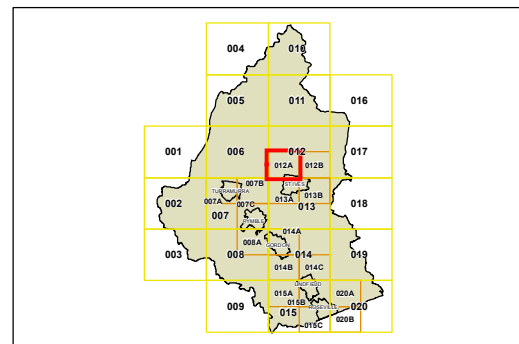 004 010
005 011 016
001 006 012 017
012A 012B
007B ST IVES
TURRAMURRA
002 007A 007C 013A 013B 018
007 013
PYMBLE
014A
008A GORDON
003 008 014 019
014B 014C
LINDFIELD
015A 020A
009 015B ROSEVILLE 020
015 020B
015C